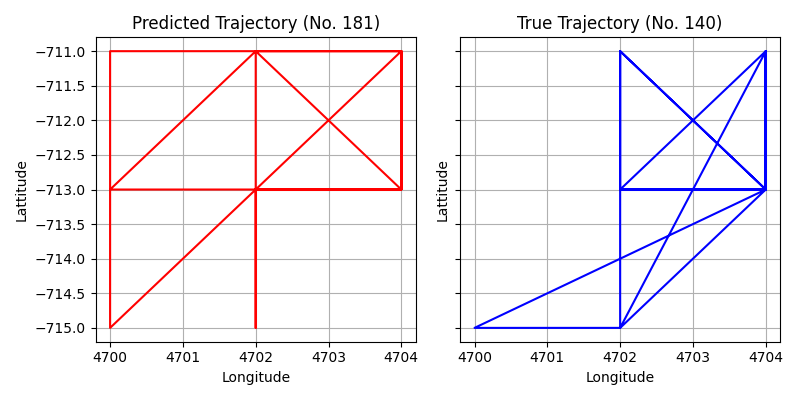 Predicted Trajectory (No. 181)
Lattitude
−711.0
−711.5
−712.0
−712.5
−713.0
−713.5
−714.0
−714.5
−715.0
4700 4701 4702 4703 4704
Longitude
True Trajectory (No. 140)
Lattitude
4700 4701 4702 4703 4704
Longitude